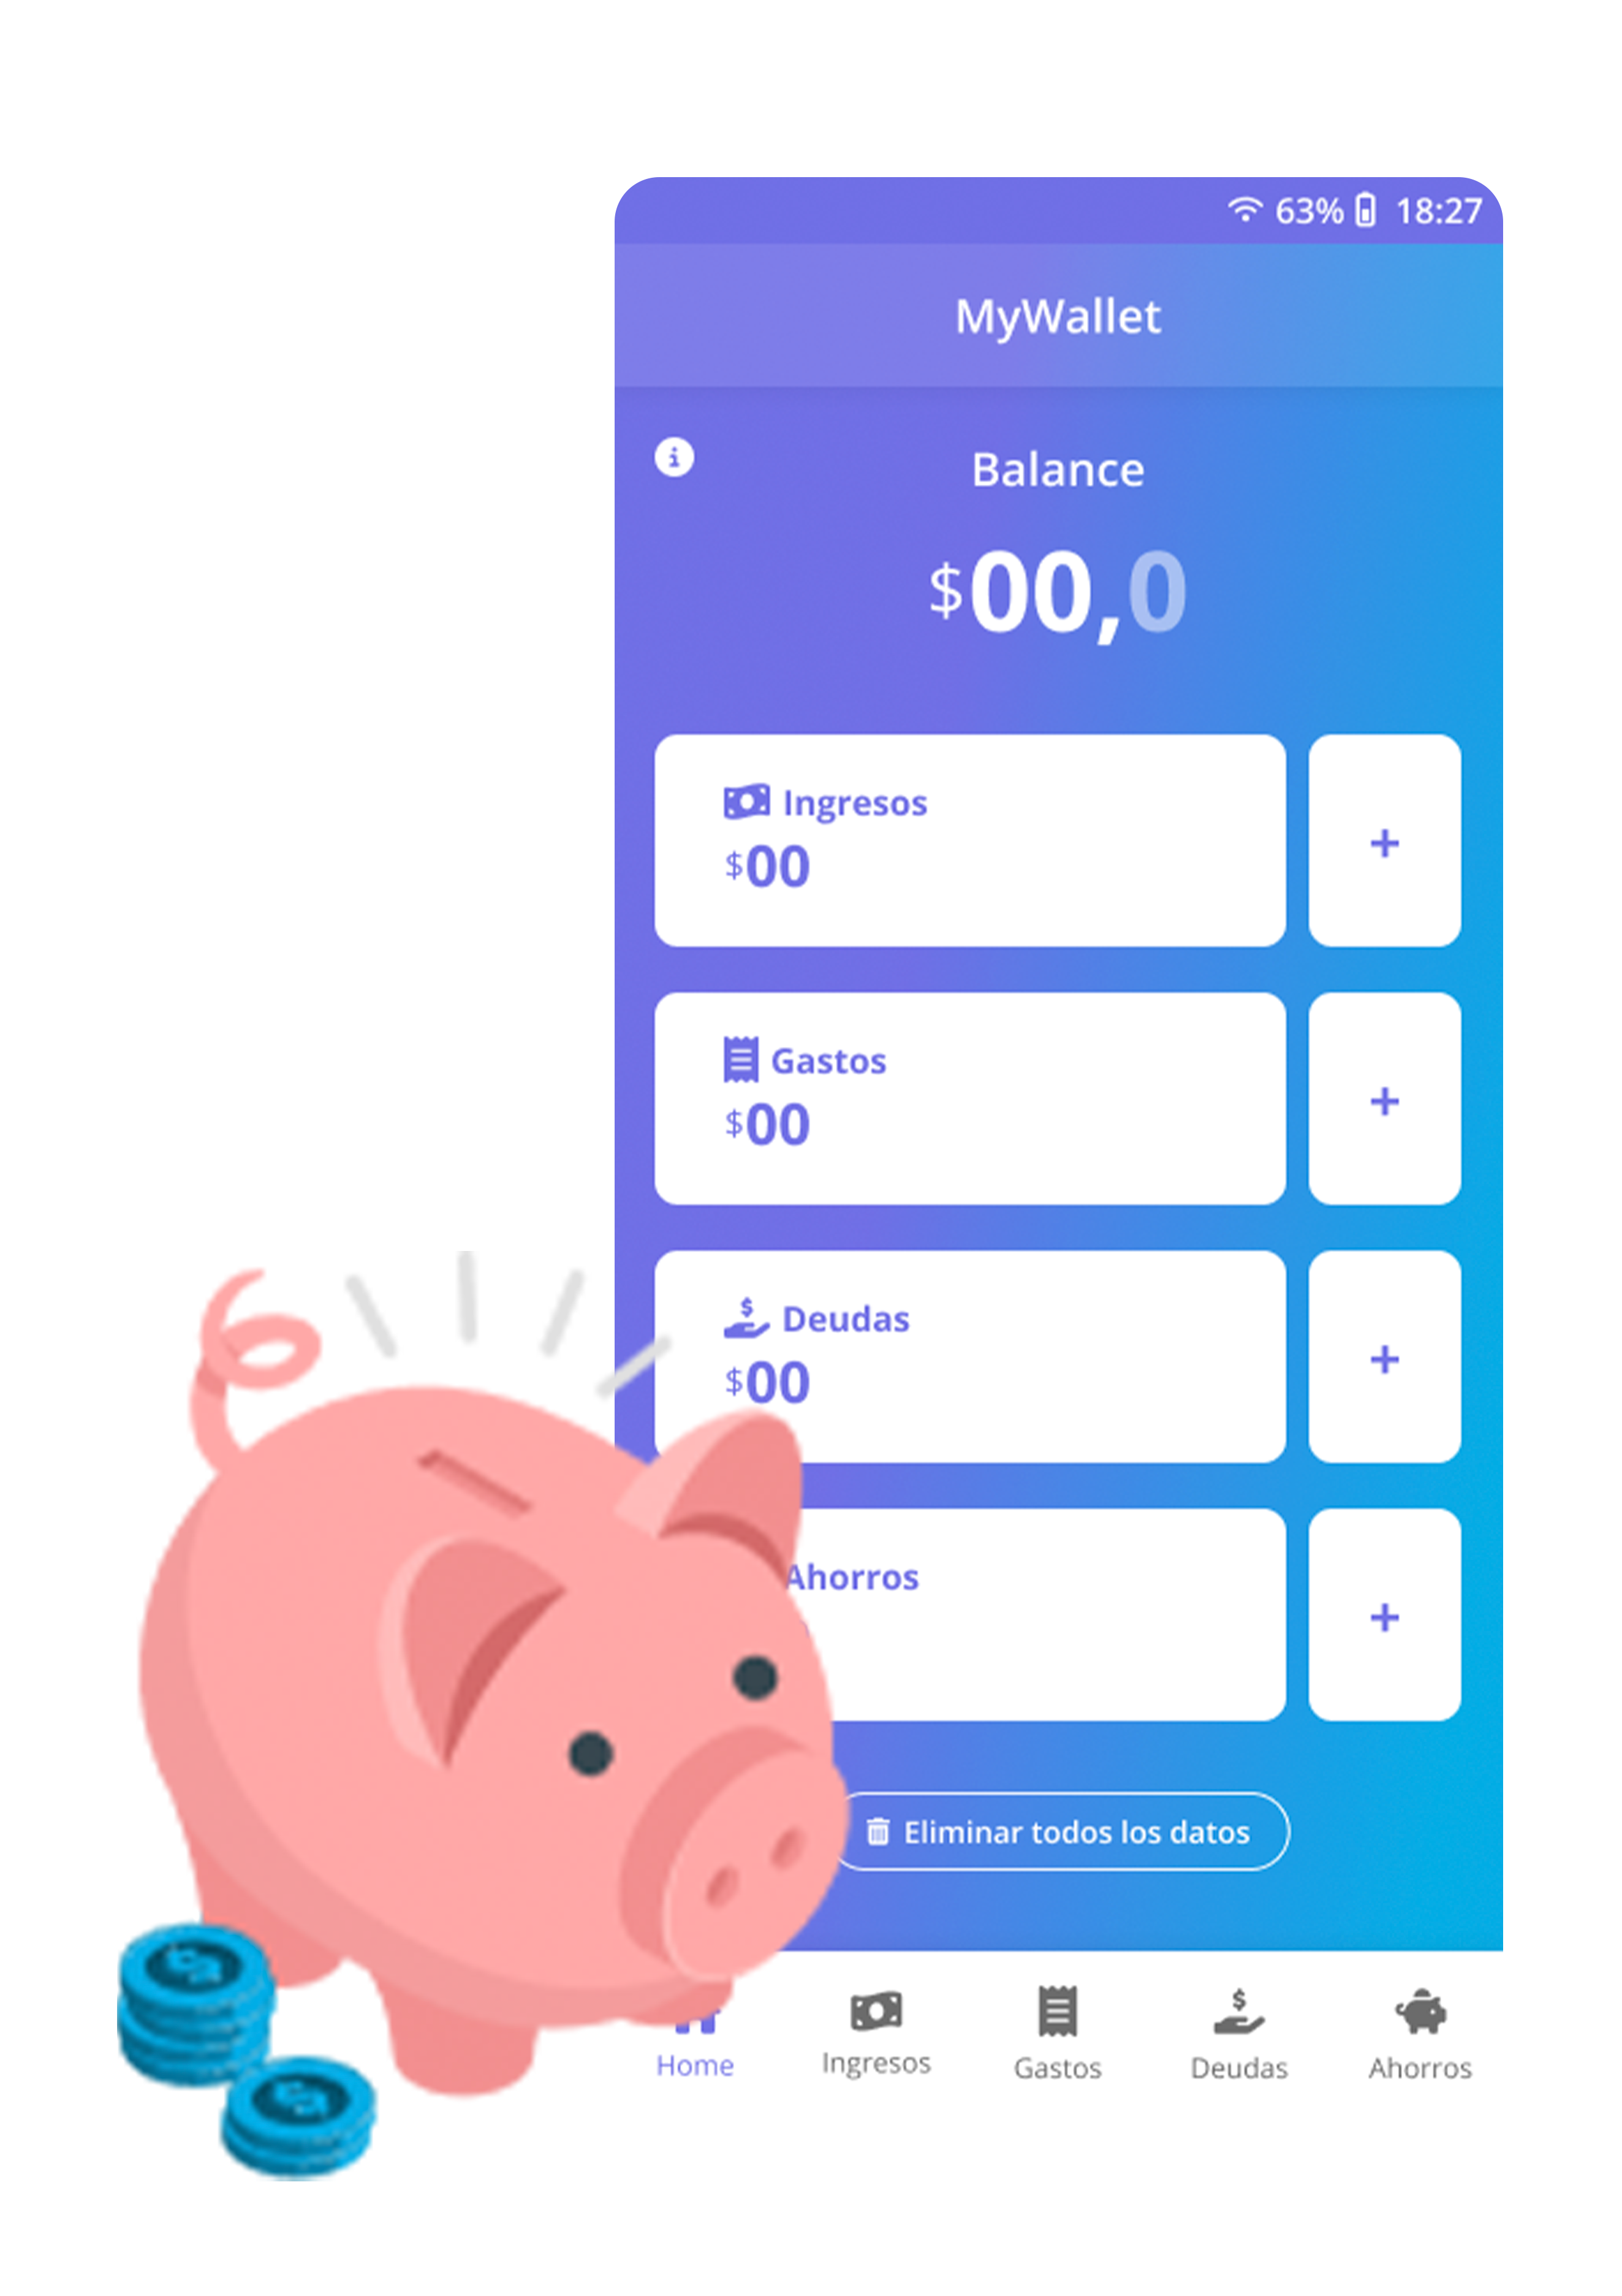 63% 18:27
MyWallet
Balance
$00,0
Ingresos
$00
+
Gastos
$00
+
Deudas
$00
+
Ahorros
+
Eliminar todos los datos
Home Ingresos Gastos Deudas Ahorros